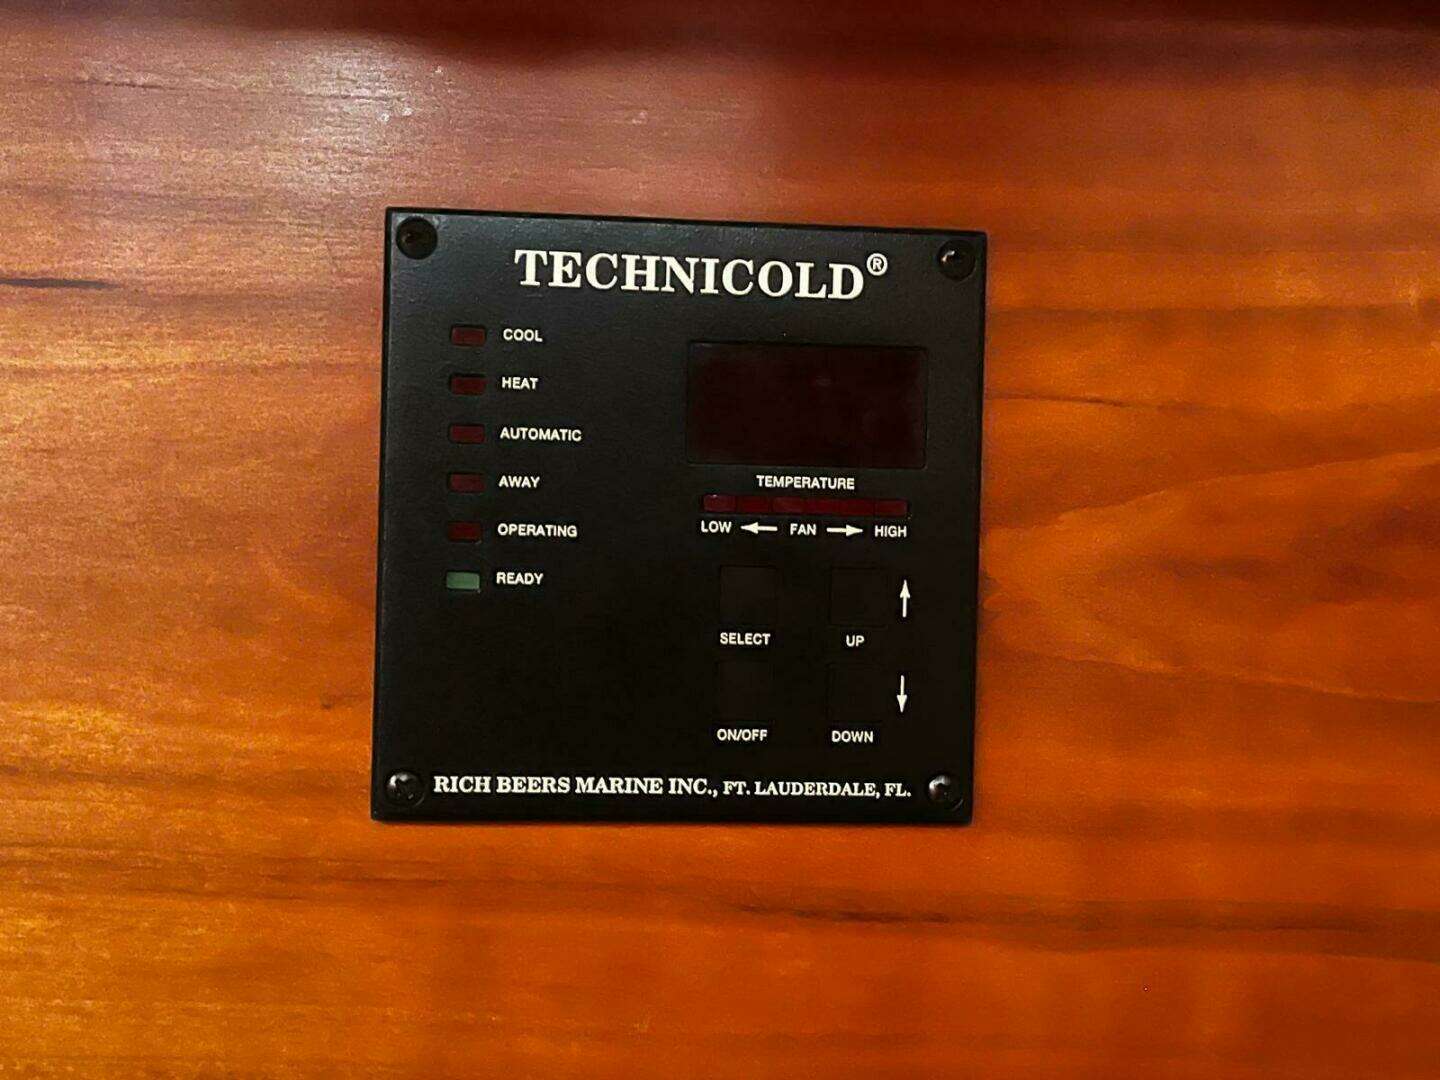 TECHNICOLD®
COOL
HEAT
AUTOMATIC
AWAY
OPERATING
READY
TEMPERATURE
LOW ← FAN → HIGH
↑
SELECT UP
↓
ON/OFF DOWN
RICH BEERS MARINE INC., FT. LAUDERDALE, FL.